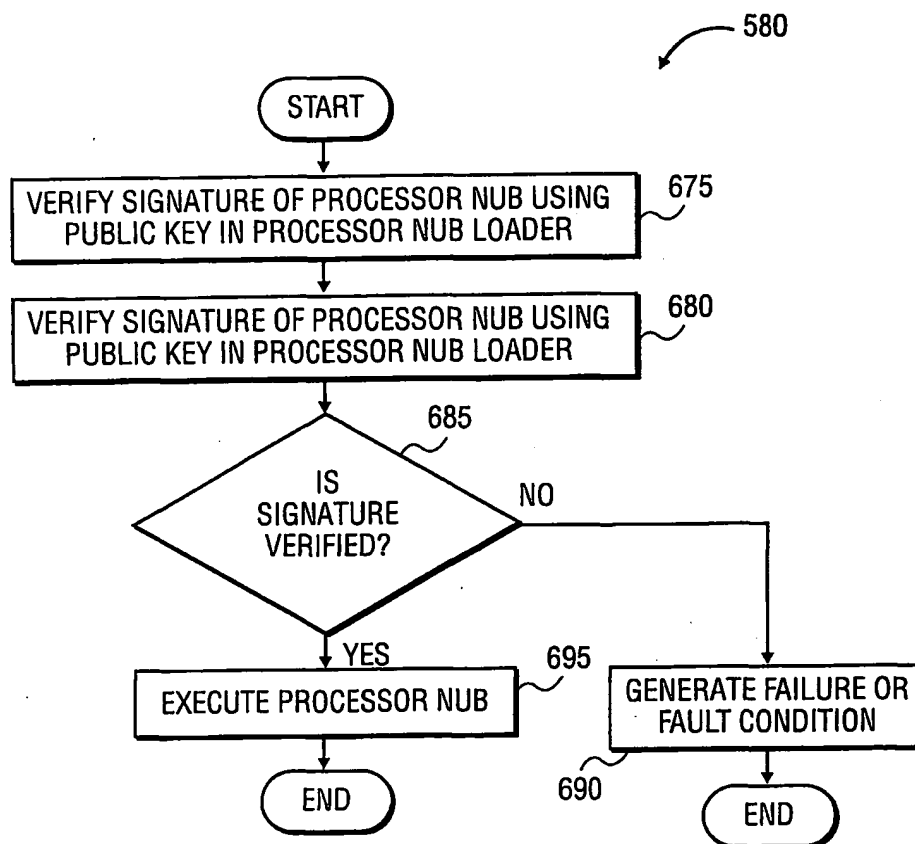 580
START
VERIFY SIGNATURE OF PROCESSOR NUB USING
PUBLIC KEY IN PROCESSOR NUB LOADER
675
VERIFY SIGNATURE OF PROCESSOR NUB USING
PUBLIC KEY IN PROCESSOR NUB LOADER
680
685
IS
SIGNATURE
VERIFIED?
NO
YES
EXECUTE PROCESSOR NUB
695
GENERATE FAILURE OR
FAULT CONDITION
690
END
END